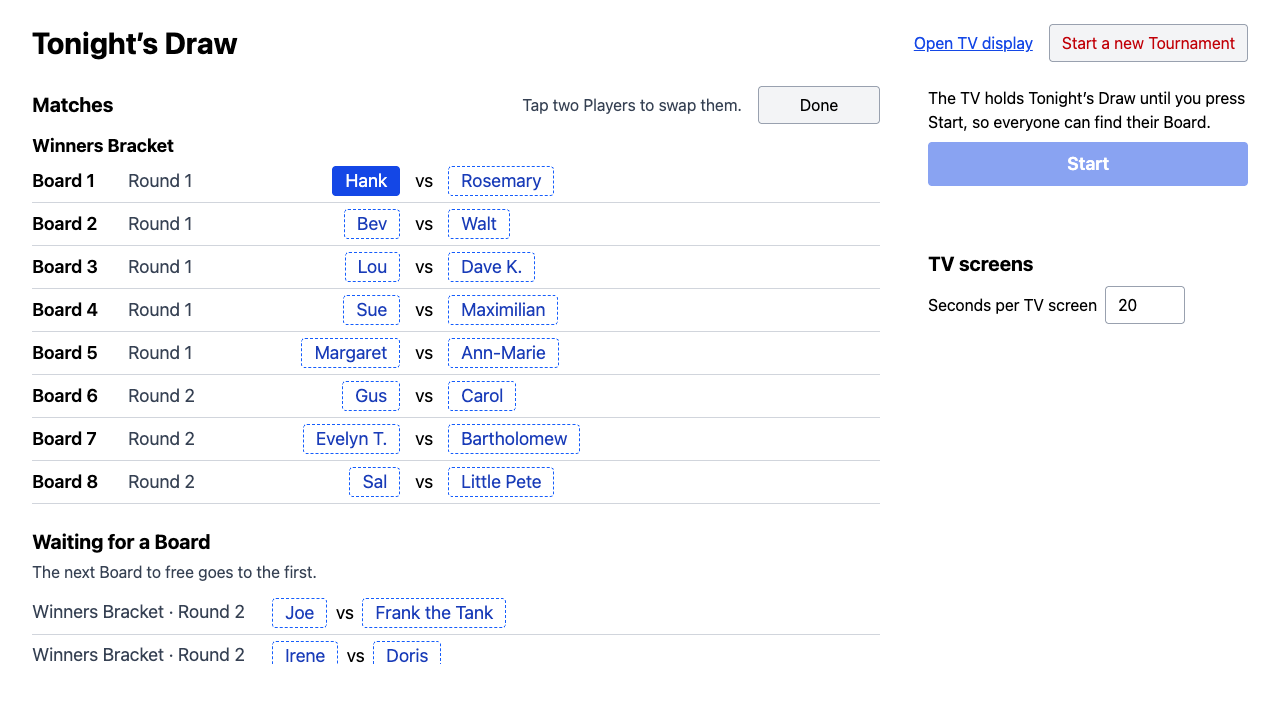 Tonight’s Draw
Open TV display
Start a new Tournament
Matches
Tap two Players to swap them.
Done
Winners Bracket
Board 1 Round 1 Hank vs Rosemary
Board 2 Round 1 Bev vs Walt
Board 3 Round 1 Lou vs Dave K.
Board 4 Round 1 Sue vs Maximilian
Board 5 Round 1 Margaret vs Ann-Marie
Board 6 Round 2 Gus vs Carol
Board 7 Round 2 Evelyn T. vs Bartholomew
Board 8 Round 2 Sal vs Little Pete
Waiting for a Board
The next Board to free goes to the first.
Winners Bracket · Round 2 Joe vs Frank the Tank
Winners Bracket · Round 2 Irene vs Doris
The TV holds Tonight’s Draw until you press
Start, so everyone can find their Board.
Start
TV screens
Seconds per TV screen 20